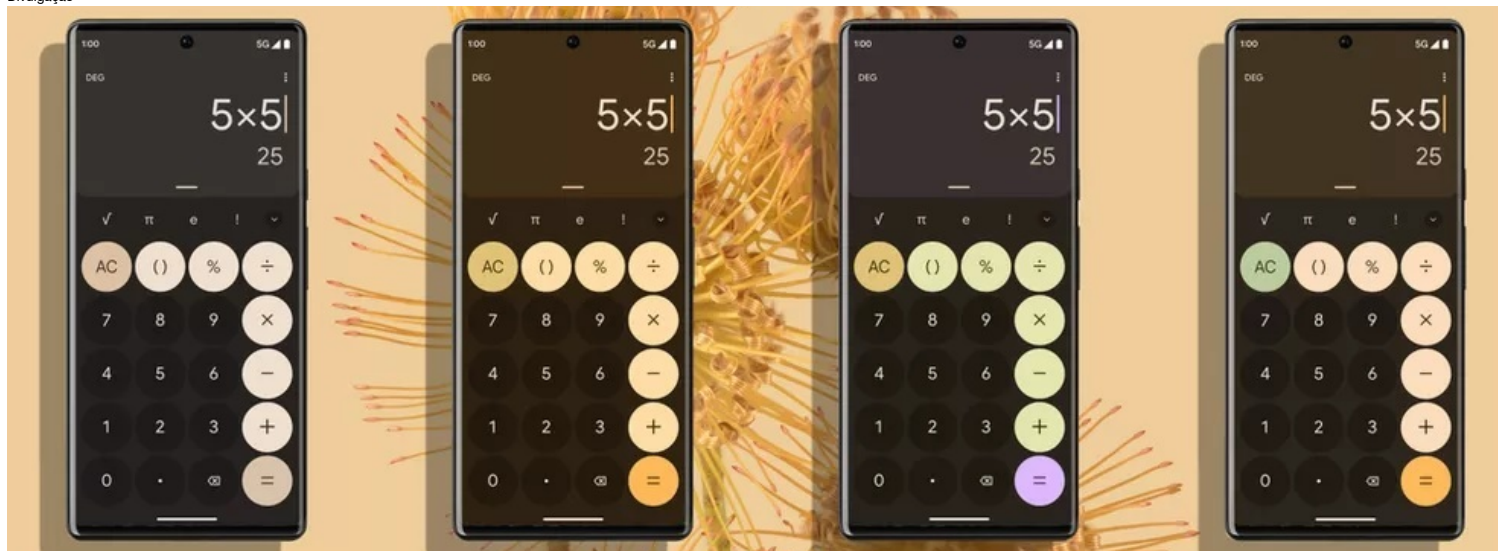 Divulgação
1:00 5G
DEG
5×5
25
√ π e !
AC () % ÷
7 8 9 ×
4 5 6 −
1 2 3 +
0 . =
1:00 5G
DEG
5×5
25
√ π e !
AC () % ÷
7 8 9 ×
4 5 6 −
1 2 3 +
0 . =
1:00 5G
DEG
5×5
25
√ π e !
AC () % ÷
7 8 9 ×
4 5 6 −
1 2 3 +
0 . =
1:00 5G
DEG
5×5
25
√ π e !
AC () % ÷
7 8 9 ×
4 5 6 −
1 2 3 +
0 . =